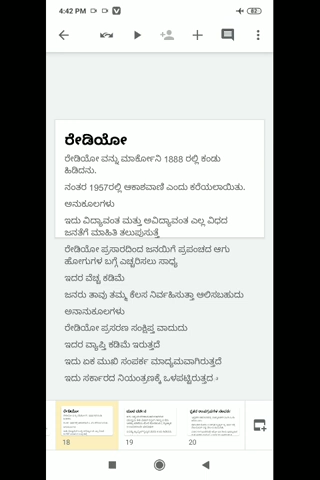 4:42 PM
82
ರೇಡಿಯೋ
ರೇಡಿಯೋ ವನ್ನು ಮಾರ್ಕೋನಿ 1888 ರಲ್ಲಿ ಕಂಡು
ಹಿಡಿದನು.
ನಂತರ 1957ರಲ್ಲಿ ಆಕಾಶವಾಣಿ ಎಂದು ಕರೆಯಲಾಯಿತು.
ಅನುಕೂಲಗಳು
ಇದು ವಿದ್ಯಾವಂತ ಮತ್ತು ಅವಿದ್ಯಾವಂತ ಎಲ್ಲ ವಿಧದ
ಜನತೆಗೆ ಮಾಹಿತಿ ತಲುಪುಸುತ್ತೆ
ರೇಡಿಯೋ ಪ್ರಸಾರದಿಂದ ಜನಯಿಗೆ ಪ್ರಪಂಚದ ಆಗು
ಹೋಗುಗಳ ಬಗ್ಗೆ ಎಚ್ಚರಿಸಲು ಸಾಧ್ಯ
ಇದರ ವೆಚ್ಚ ಕಡಿಮೆ
ಜನರು ತಾವು ತಮ್ಮ ಕೆಲಸ ನಿರ್ವಹಿಸುತ್ತಾ ಆಲಿಸಬಹುದು
ಅನಾನುಕೂಲಗಳು
ರೇಡಿಯೋ ಪ್ರಸರಣ ಸಂಕ್ಷಿಪ್ತ ವಾದುದು
ಇದರ ವ್ಯಾಪ್ತಿ ಕಡಿಮೆ ಇರುತ್ತದೆ
ಇದು ಏಕ ಮುಖಿ ಸಂಪರ್ಕ ಮಾಧ್ಯಮವಾಗಿರುತ್ತದೆ
ಇದು ಸರ್ಕಾರದ ನಿಯಂತ್ರಣಕ್ಕೆ ಒಳಪಟ್ಟಿರುತ್ತದೆ
ರೇಡಿಯೋ
18
19
20